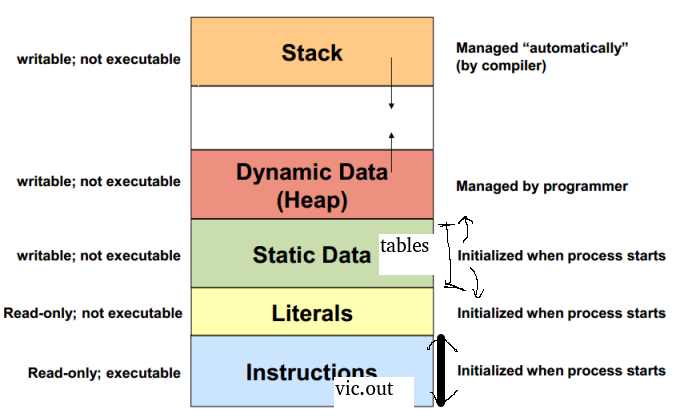 writable; not executable
Stack
Managed “automatically”
(by compiler)
writable; not executable
Dynamic Data
(Heap)
Managed by programmer
writable; not executable
Static Data
tables
Initialized when process starts
Read-only; not executable
Literals
Initialized when process starts
Read-only; executable
Instructions
vic.out
Initialized when process starts